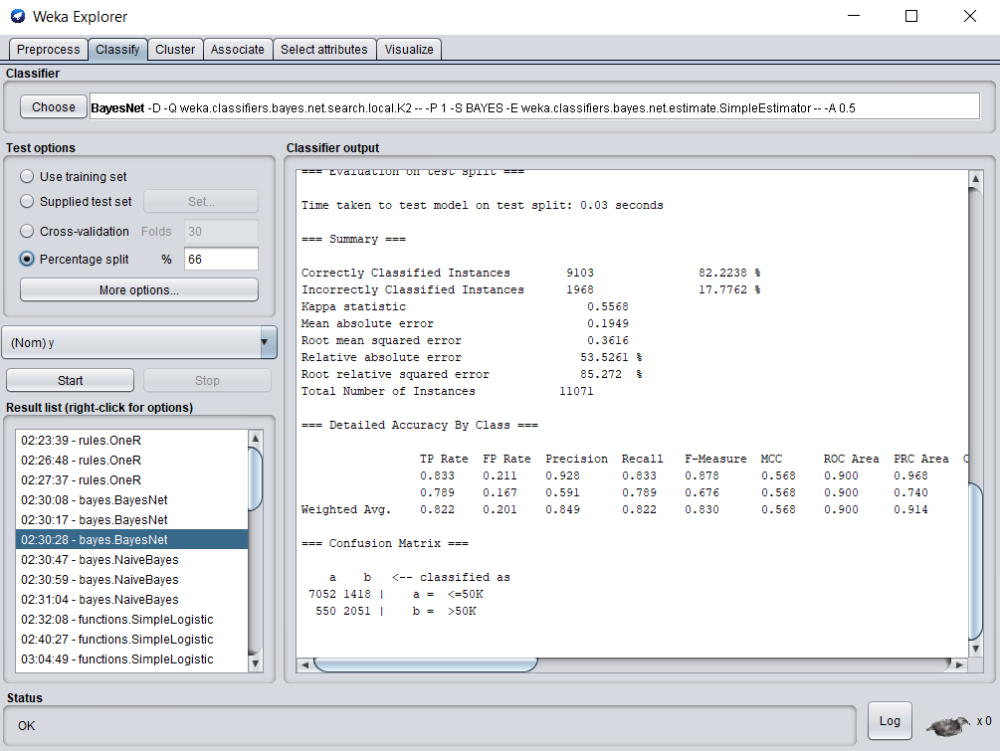 Weka Explorer
Preprocess Classify Cluster Associate Select attributes Visualize
Classifier
Choose BayesNet -D -Q weka.classifiers.bayes.net.search.local.K2 -- -P 1 -S BAYES -E weka.classifiers.bayes.net.estimate.SimpleEstimator -- -A 0.5
Test options
Use training set
Supplied test set Set...
Cross-validation Folds 30
Percentage split % 66
More options...
(Nom) y
Start Stop
Result list (right-click for options)
02:23:39 - rules.OneR
02:26:48 - rules.OneR
02:27:37 - rules.OneR
02:30:08 - bayes.BayesNet
02:30:17 - bayes.BayesNet
02:30:28 - bayes.BayesNet
02:30:47 - bayes.NaiveBayes
02:30:59 - bayes.NaiveBayes
02:31:04 - bayes.NaiveBayes
02:32:08 - functions.SimpleLogistic
02:40:27 - functions.SimpleLogistic
03:04:49 - functions.SimpleLogistic
Classifier output
=== Evaluation on test split ===
Time taken to test model on test split: 0.03 seconds
=== Summary ===
Correctly Classified Instances 9103 82.2238 %
Incorrectly Classified Instances 1968 17.7762 %
Kappa statistic 0.5568
Mean absolute error 0.1949
Root mean squared error 0.3616
Relative absolute error 53.5261 %
Root relative squared error 85.272 %
Total Number of Instances 11071
=== Detailed Accuracy By Class ===
TP Rate FP Rate Precision Recall F-Measure MCC ROC Area PRC Area C
0.833 0.211 0.928 0.833 0.878 0.568 0.900 0.968
0.789 0.167 0.591 0.789 0.676 0.568 0.900 0.740
Weighted Avg. 0.822 0.201 0.849 0.822 0.830 0.568 0.900 0.914
=== Confusion Matrix ===
a b <-- classified as
7052 1418 | a = <=50K
550 2051 | b = >50K
Status
OK
Log x 0